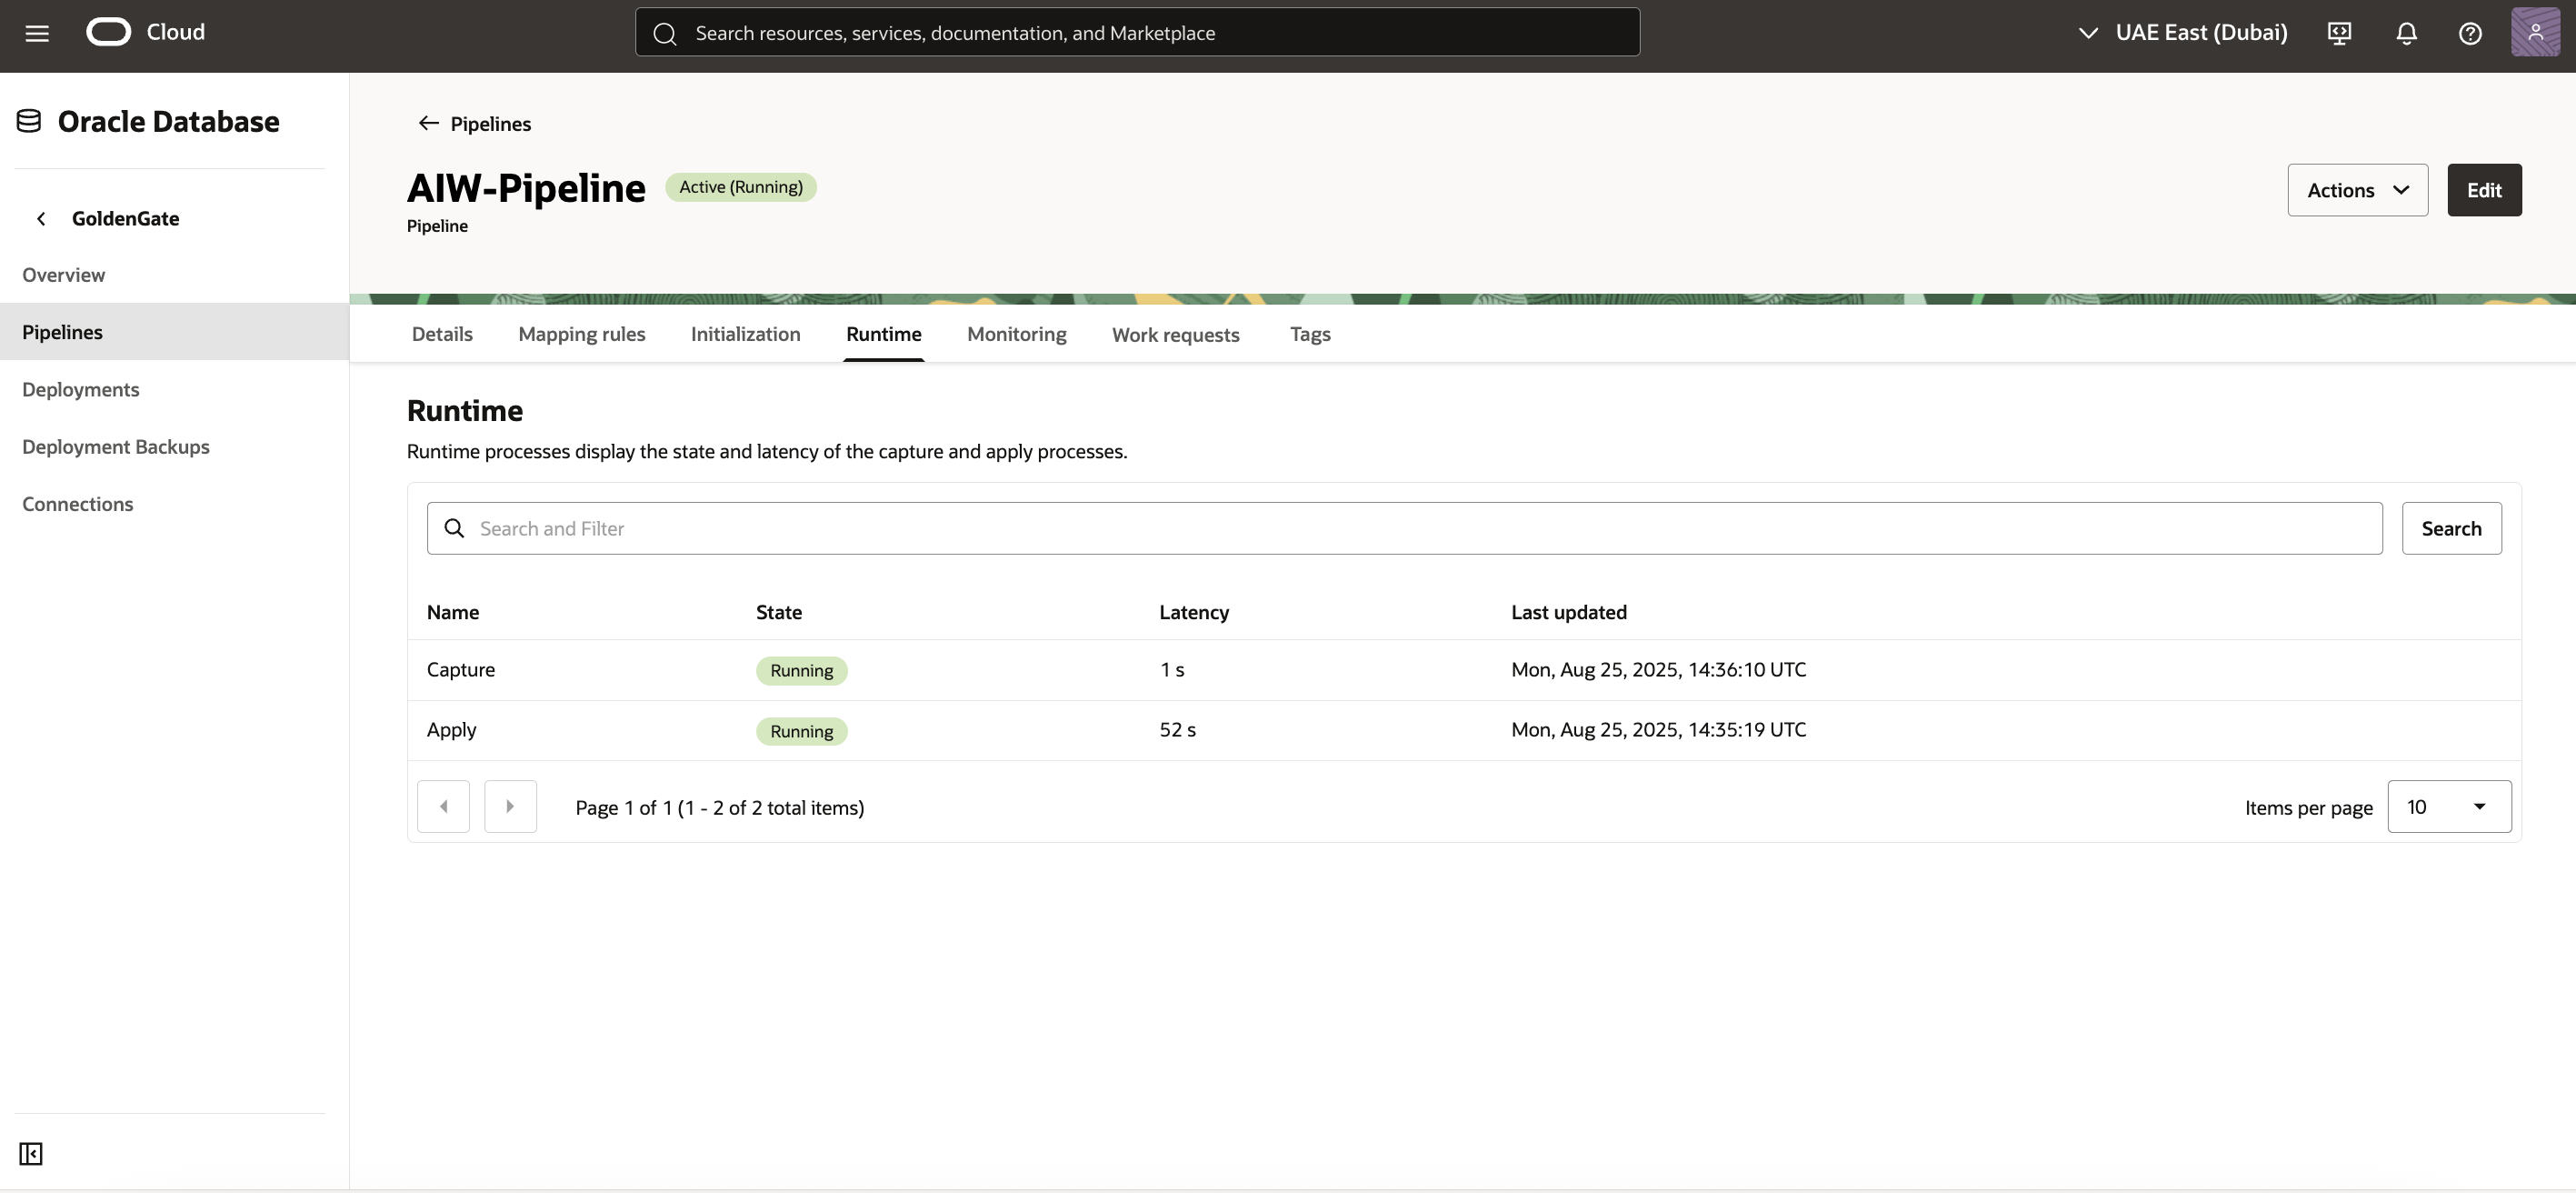 Cloud
Search resources, services, documentation, and Marketplace
UAE East (Dubai)
Oracle Database
GoldenGate
Overview
Pipelines
Deployments
Deployment Backups
Connections
Pipelines
AIW-Pipeline
Active (Running)
Pipeline
Actions
Edit
Details
Mapping rules
Initialization
Runtime
Monitoring
Work requests
Tags
Runtime
Runtime processes display the state and latency of the capture and apply processes.
Search and Filter
Search
Name State Latency Last updated
Capture Running 1 s Mon, Aug 25, 2025, 14:36:10 UTC
Apply Running 52 s Mon, Aug 25, 2025, 14:35:19 UTC
Page 1 of 1 (1 - 2 of 2 total items)
Items per page 10